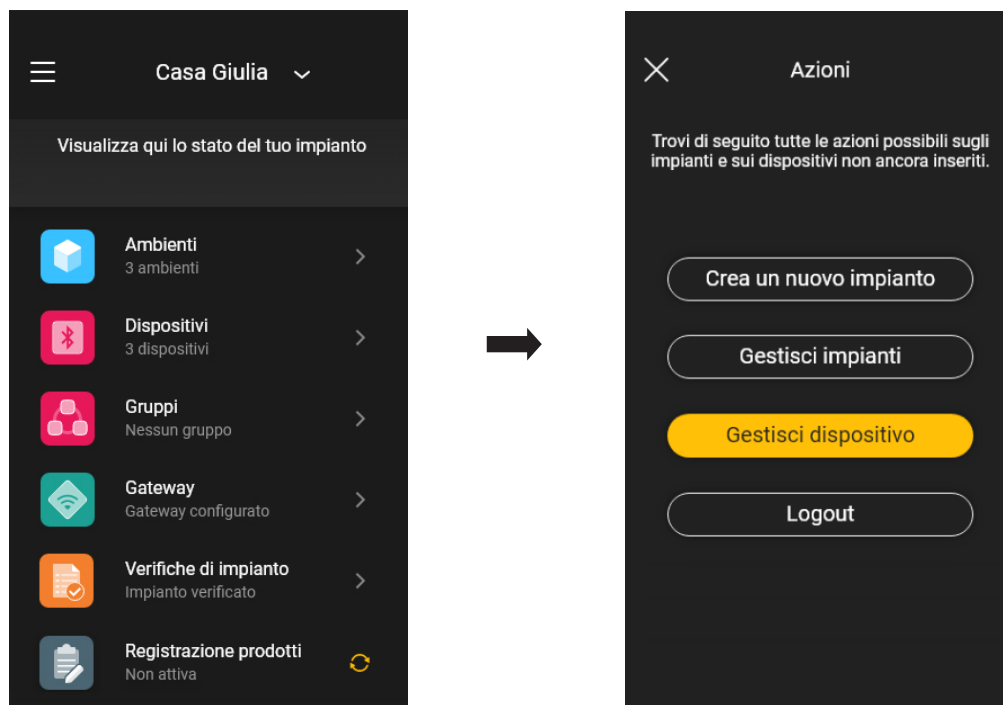 Casa Giulia
Visualizza qui lo stato del tuo impianto
Ambienti
3 ambienti
Dispositivi
3 dispositivi
Gruppi
Nessun gruppo
Gateway
Gateway configurato
Verifiche di impianto
Impianto verificato
Registrazione prodotti
Non attiva
Azioni
Trovi di seguito tutte le azioni possibili sugli
impianti e sui dispositivi non ancora inseriti.
Crea un nuovo impianto
Gestisci impianti
Gestisci dispositivo
Logout